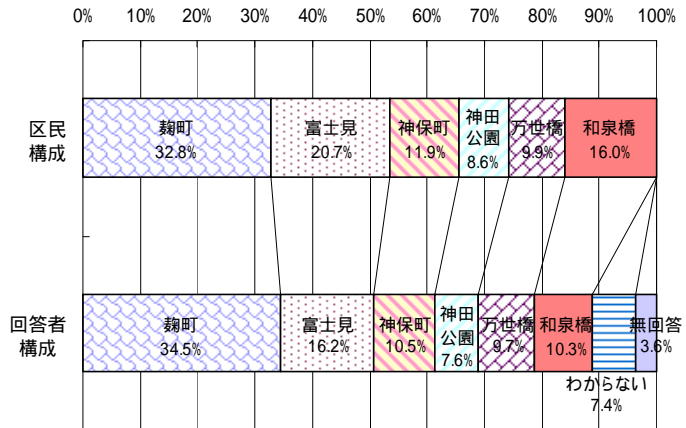 0% 10% 20% 30% 40% 50% 60% 70% 80% 90% 100%
区民
構成
麹町
32.8%
富士見
20.7%
神保町
11.9%
神田
公園
8.6%
万世橋
9.9%
和泉橋
16.0%
回答者
構成
麹町
34.5%
富士見
16.2%
神保町
10.5%
神田
公園
7.6%
万世橋
9.7%
和泉橋
10.3%
わからない
7.4%
無回答
3.6%